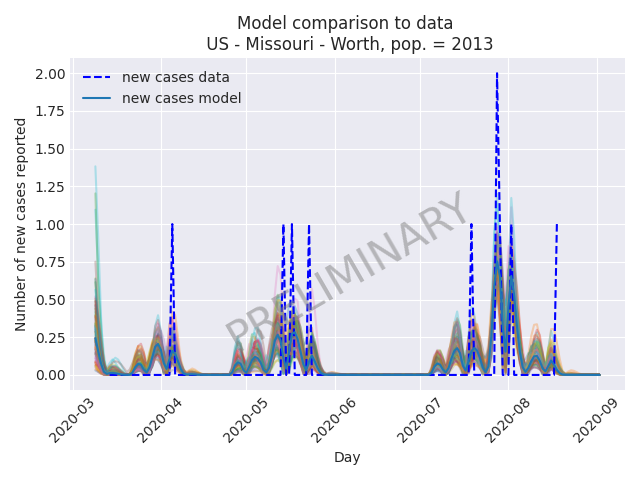 Model comparison to data
US - Missouri - Worth, pop. = 2013
new cases data
new cases model
Number of new cases reported
2.00
1.75
1.50
1.25
1.00
0.75
0.50
0.25
0.00
PRELIMINARY
2020-03
2020-04
2020-05
2020-06
2020-07
2020-08
2020-09
Day